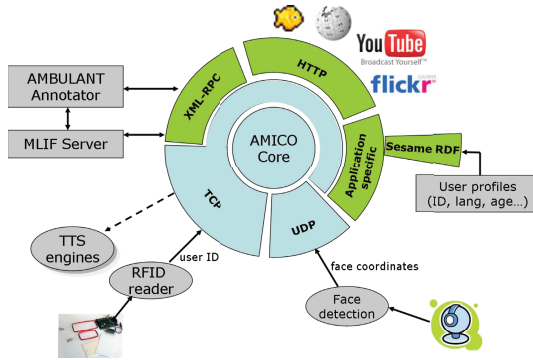 YouTube
Broadcast Yourself™
flickr
HTTP
XML-RPC
AMBULANT
Annotator
MLIF Server
AMICO
Core
Application
specific
Sesame RDF
User profiles
(ID, lang, age...)
TCP
UDP
TTS
engines
user ID
RFID
reader
face coordinates
Face
detection